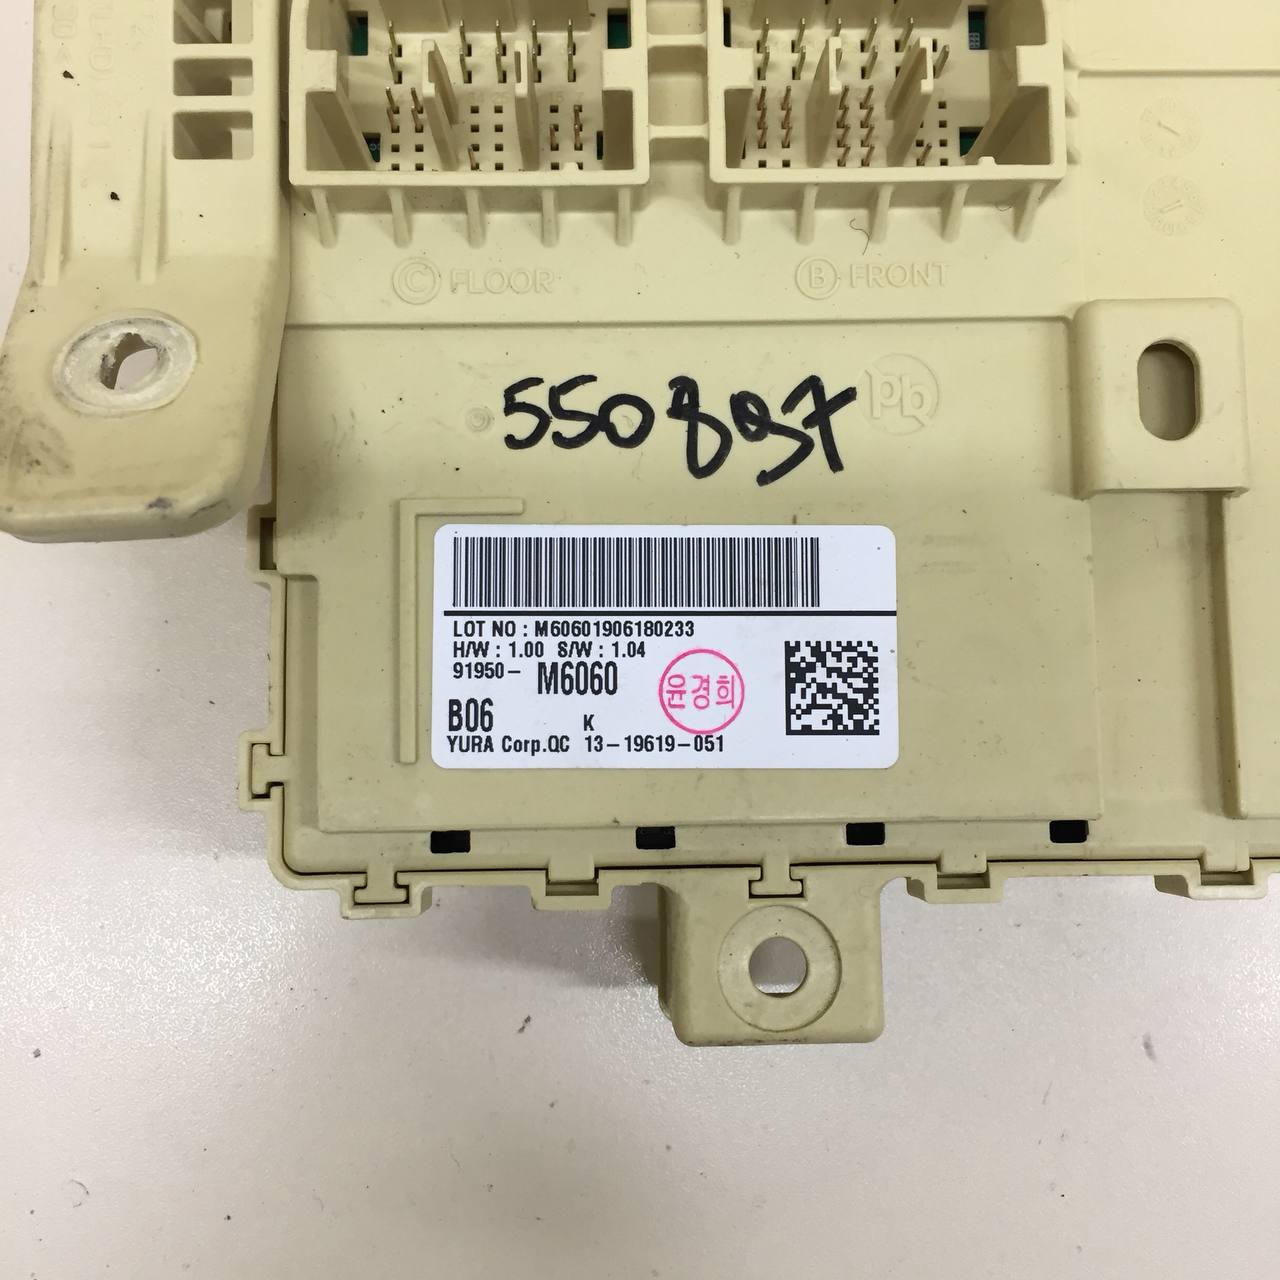 C FLOOR
B FRONT
550897
Pb
LOT NO : M60601906180233
H/W : 1.00 S/W : 1.04
91950- M6060
윤경희
B06 K
YURA Corp.QC 13-19619-051